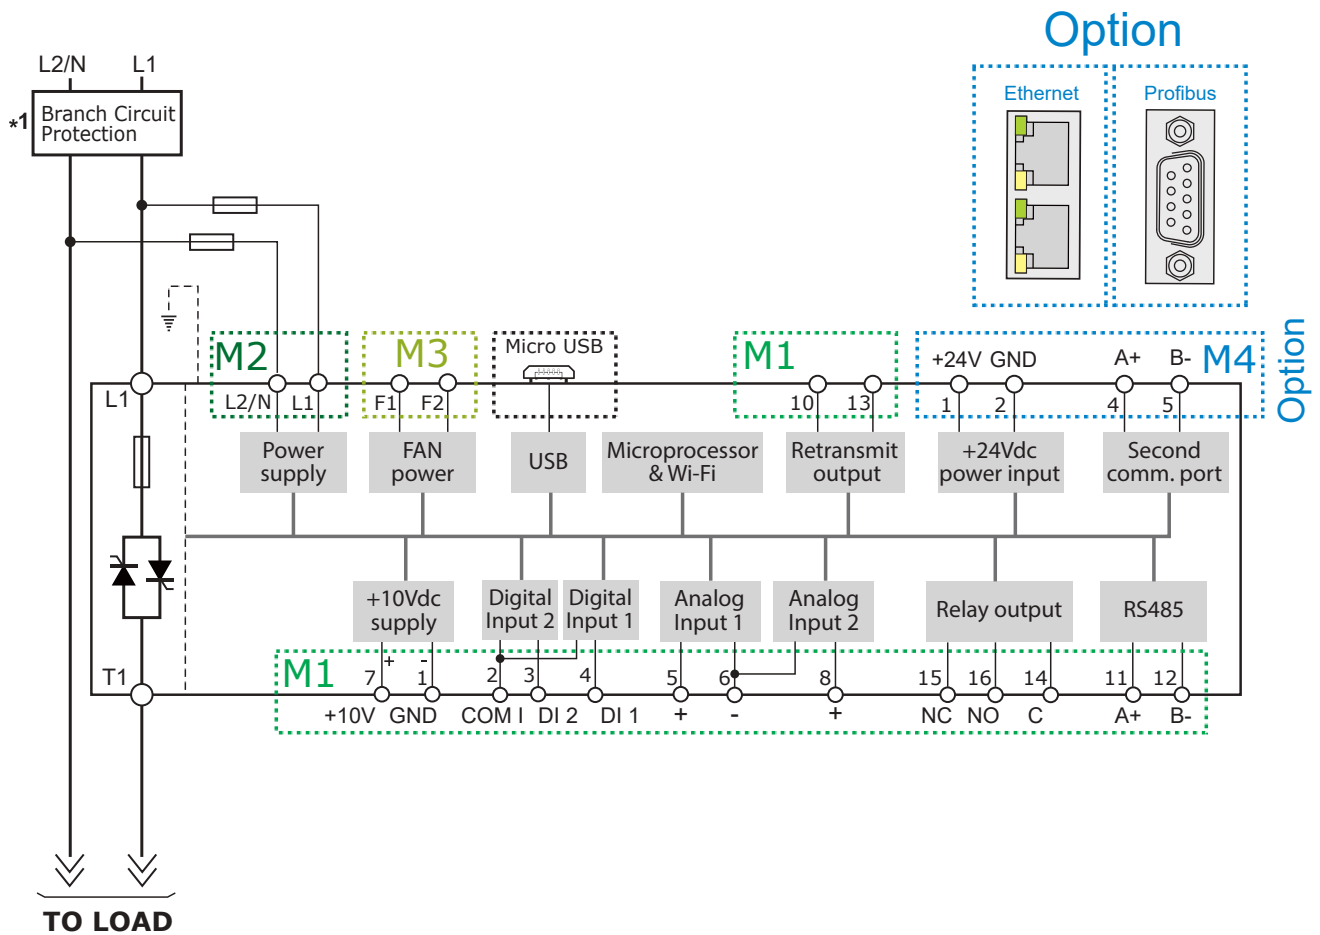 Option
L2/N L1
*1
Branch Circuit
Protection
Ethernet
Profibus
M2
M3
Micro USB
M1
+24V GND
A+ B-
M4
Option
L1
L2/N L1
F1 F2
10 13
1 2
4 5
Power
supply
FAN
power
USB
Microprocessor
& Wi-Fi
Retransmit
output
+24Vdc
power input
Second
comm. port
+10Vdc
supply
Digital
Input 2
Digital
Input 1
Analog
Input 1
Analog
Input 2
Relay output
RS485
T1
M1
+ -
7 1 2 3 4 5 6 8 15 16 14 11 12
+10V GND COM I DI 2 DI 1 + - + NC NO C A+ B-
TO LOAD